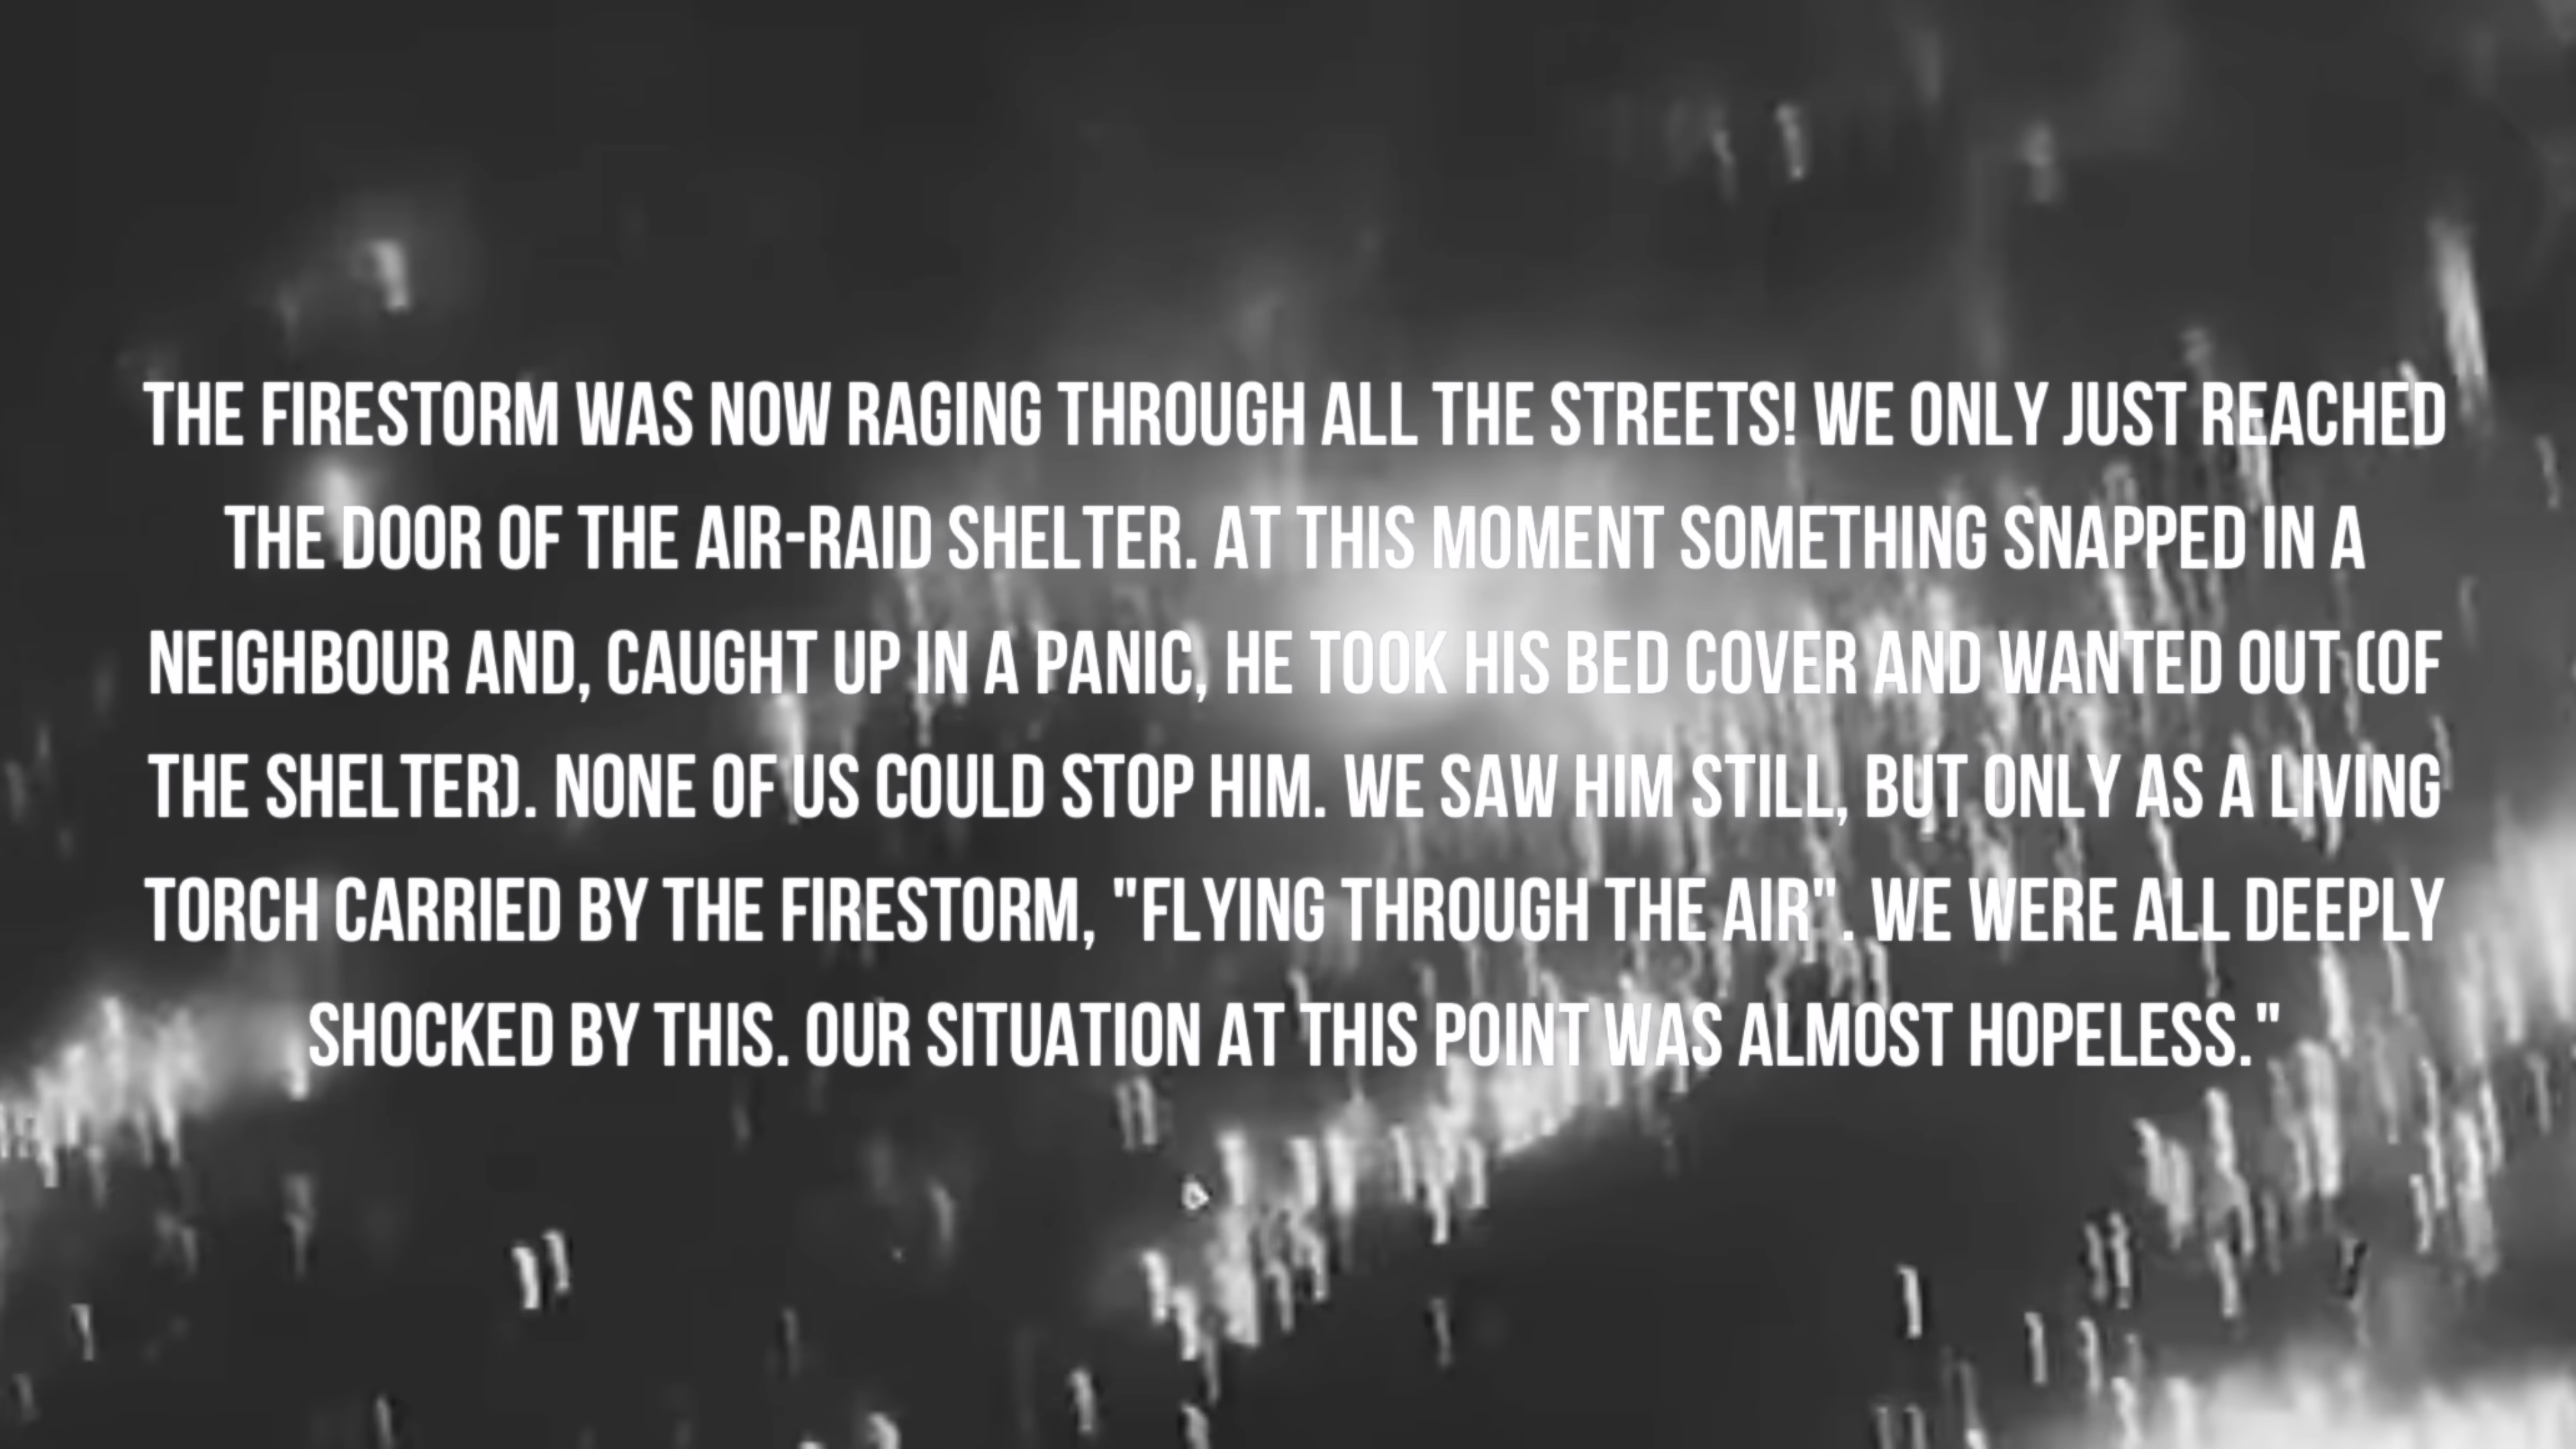 THE FIRESTORM WAS NOW RAGING THROUGH ALL THE STREETS! WE ONLY JUST REACHED
THE DOOR OF THE AIR-RAID SHELTER. AT THIS MOMENT SOMETHING SNAPPED IN A
NEIGHBOUR AND, CAUGHT UP IN A PANIC, HE TOOK HIS BED COVER AND WANTED OUT (OF
THE SHELTER). NONE OF US COULD STOP HIM. WE SAW HIM STILL, BUT ONLY AS A LIVING
TORCH CARRIED BY THE FIRESTORM, "FLYING THROUGH THE AIR". WE WERE ALL DEEPLY
SHOCKED BY THIS. OUR SITUATION AT THIS POINT WAS ALMOST HOPELESS."